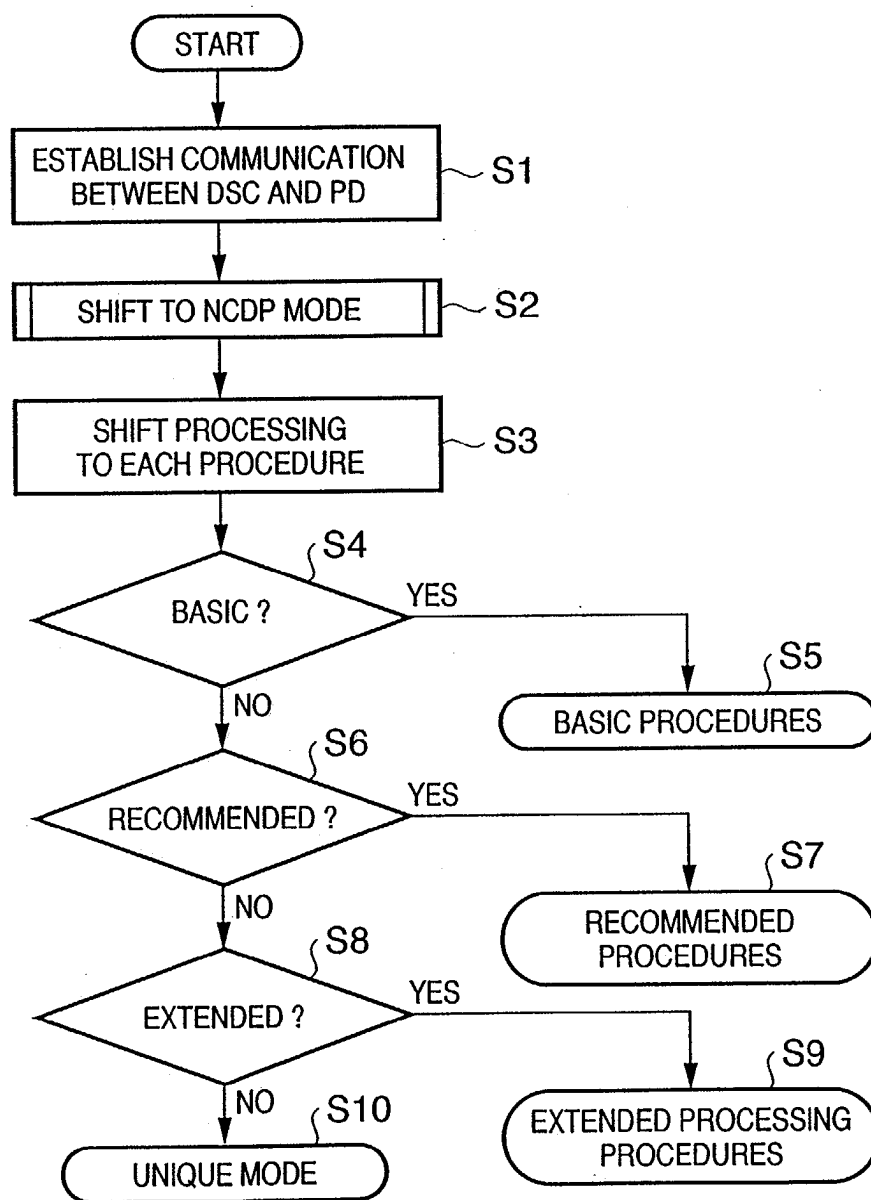 START
ESTABLISH COMMUNICATION
BETWEEN DSC AND PD
S1
SHIFT TO NCDP MODE
S2
SHIFT PROCESSING
TO EACH PROCEDURE
S3
S4
BASIC ?
YES
S5
BASIC PROCEDURES
NO
S6
RECOMMENDED ?
YES
S7
RECOMMENDED
PROCEDURES
NO
S8
EXTENDED ?
YES
S9
EXTENDED PROCESSING
PROCEDURES
NO
S10
UNIQUE MODE